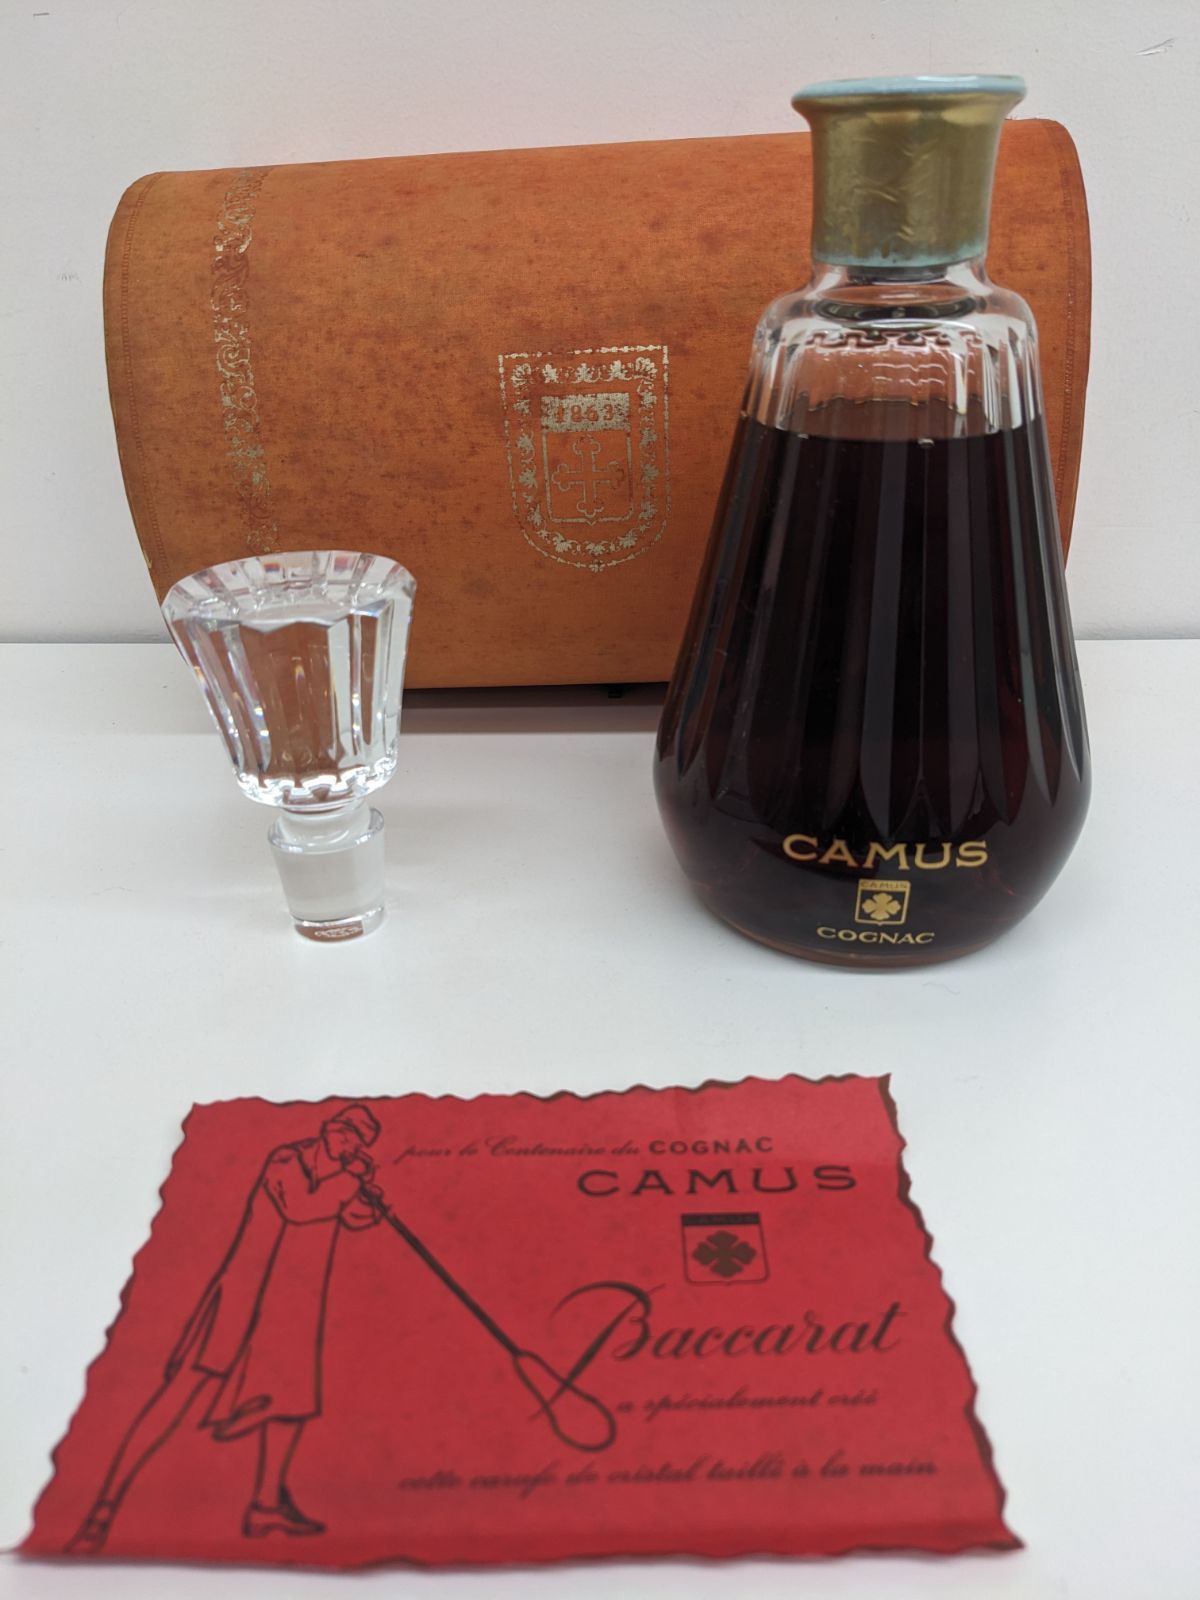 1863
CAMUS
CAMUS
COGNAC
pour le Centenaire du COGNAC
CAMUS
CAMUS
Baccarat
a spécialement créé
cette carafe de cristal taillé à la main